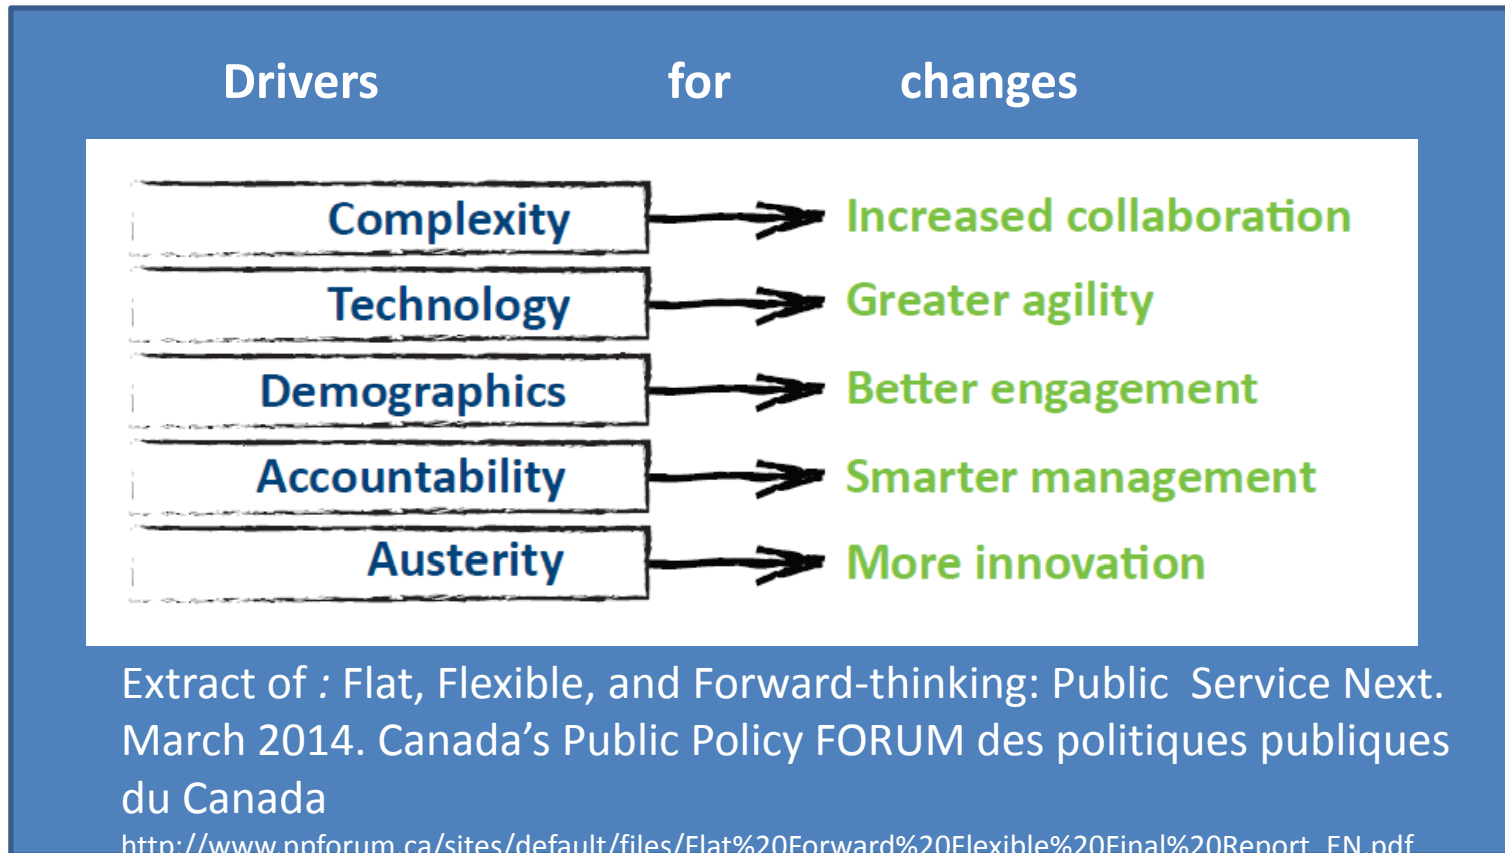 Drivers for changes
Complexity Increased collaboration
Technology Greater agility
Demographics Better engagement
Accountability Smarter management
Austerity More innovation
Extract of : Flat, Flexible, and Forward-thinking: Public Service Next.
March 2014. Canada's Public Policy FORUM des politiques publiques
du Canada
http://www.ppforum.ca/sites/default/files/Flat%20Forward%20Flexible%20Final%20Report_EN.pdf